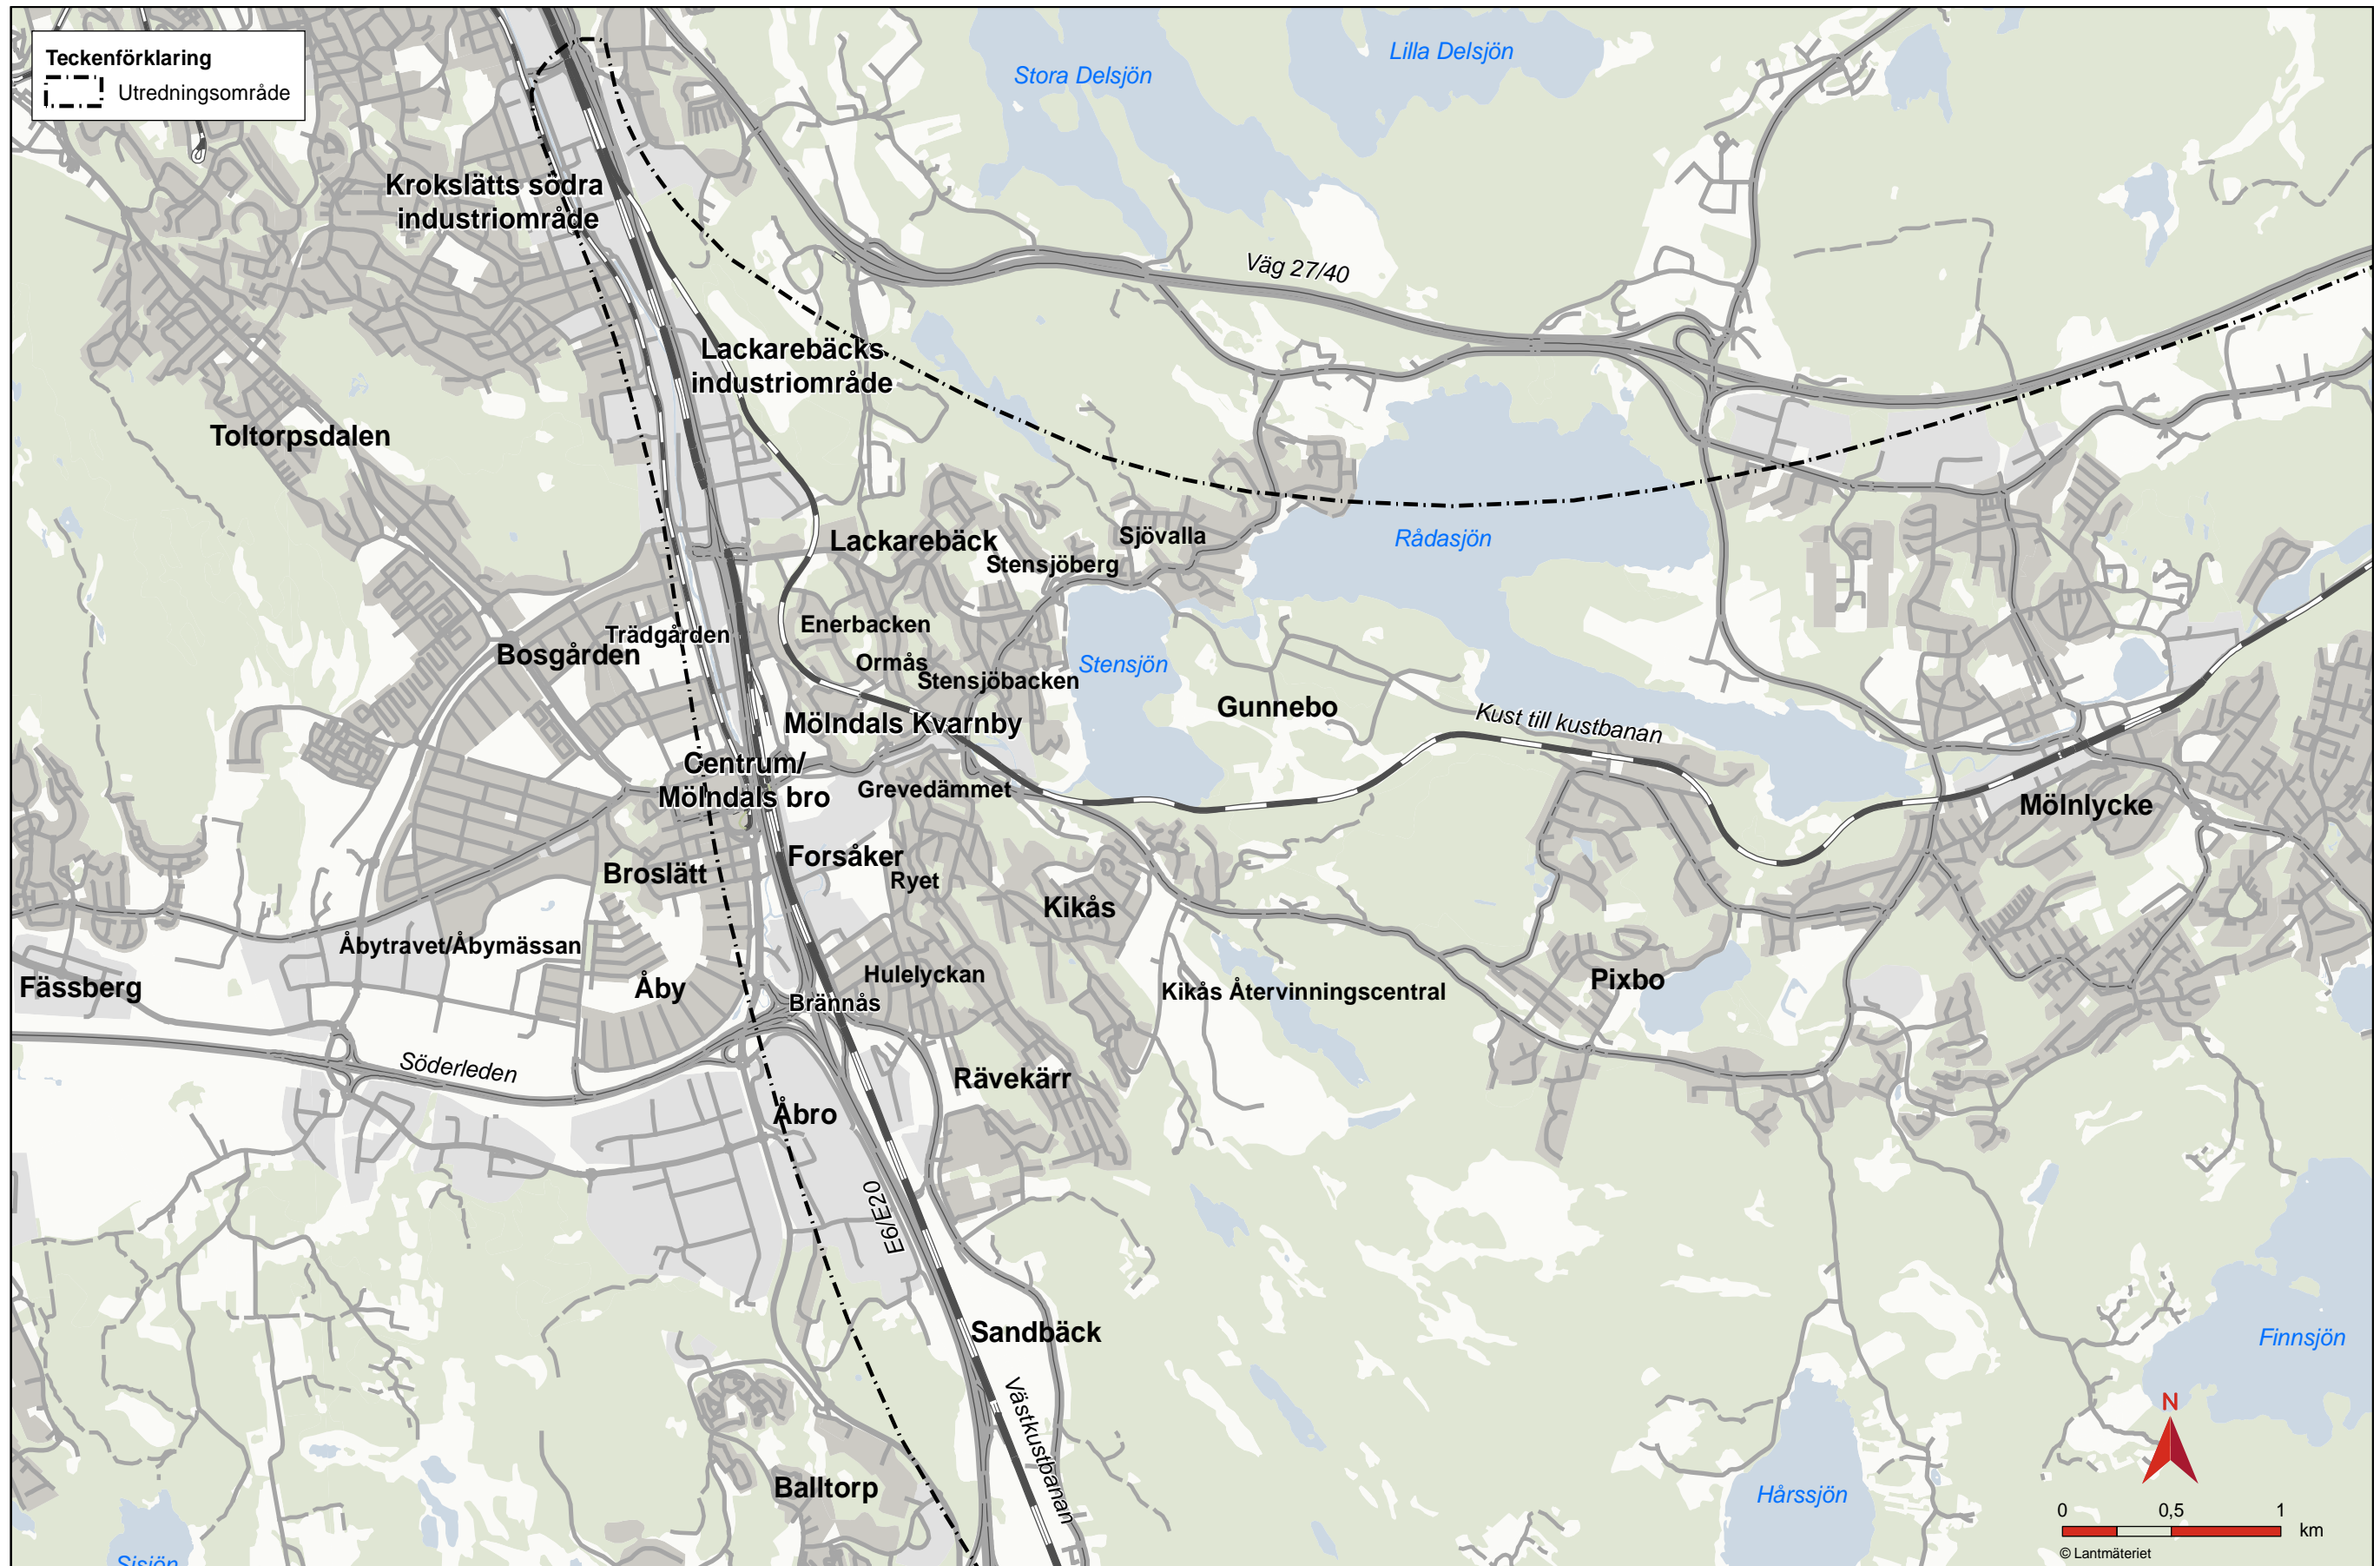 Teckenförklaring
Utredningsområde
Stora Delsjön
Lilla Delsjön
Krokslätts södra
industriområde
Väg 27/40
Lackarebäcks
industriområde
Toltorpsdalen
Lackarebäck
Sjövalla
Stensjöberg
Rådasjön
Enerbacken
Trädgården
Bosgården
Ormås
Stensjöbacken
Stensjön
Gunnebo
Mölndals Kvarnby
Kust till kustbanan
Centrum/
Mölndals bro
Grevedämmet
Mölnlycke
Forsåker
Broslätt
Ryet
Kikås
Åbytravet/Åbymässan
Hulelyckan
Fässberg
Åby
Brännås
Kikås Återvinningscentral
Pixbo
Söderleden
Rävekärr
Åbro
E6/E20
Sandbäck
Finnsjön
Västkustbanan
Balltorp
Hårssjön
Sisjön
N
0 0,5 1
km
© Lantmäteriet